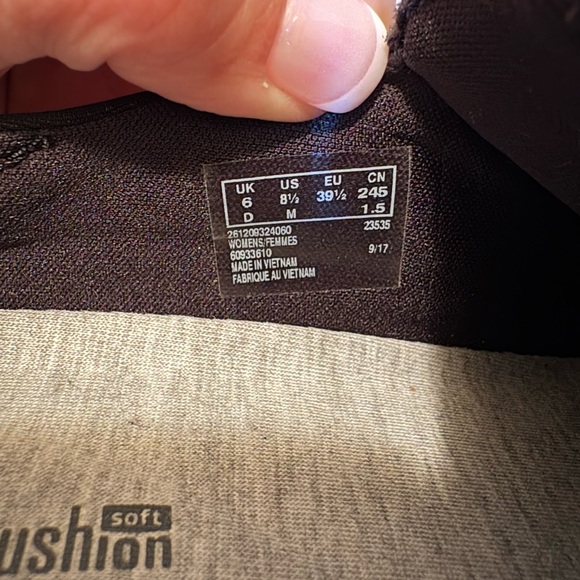 UK US EU CN
6 8½ 39½ 245
D M 1.5
261209324060 23535
WOMENS/FEMMES
60933610 9/17
MADE IN VIETNAM
FABRIQUE AU VIETNAM
soft
ushion